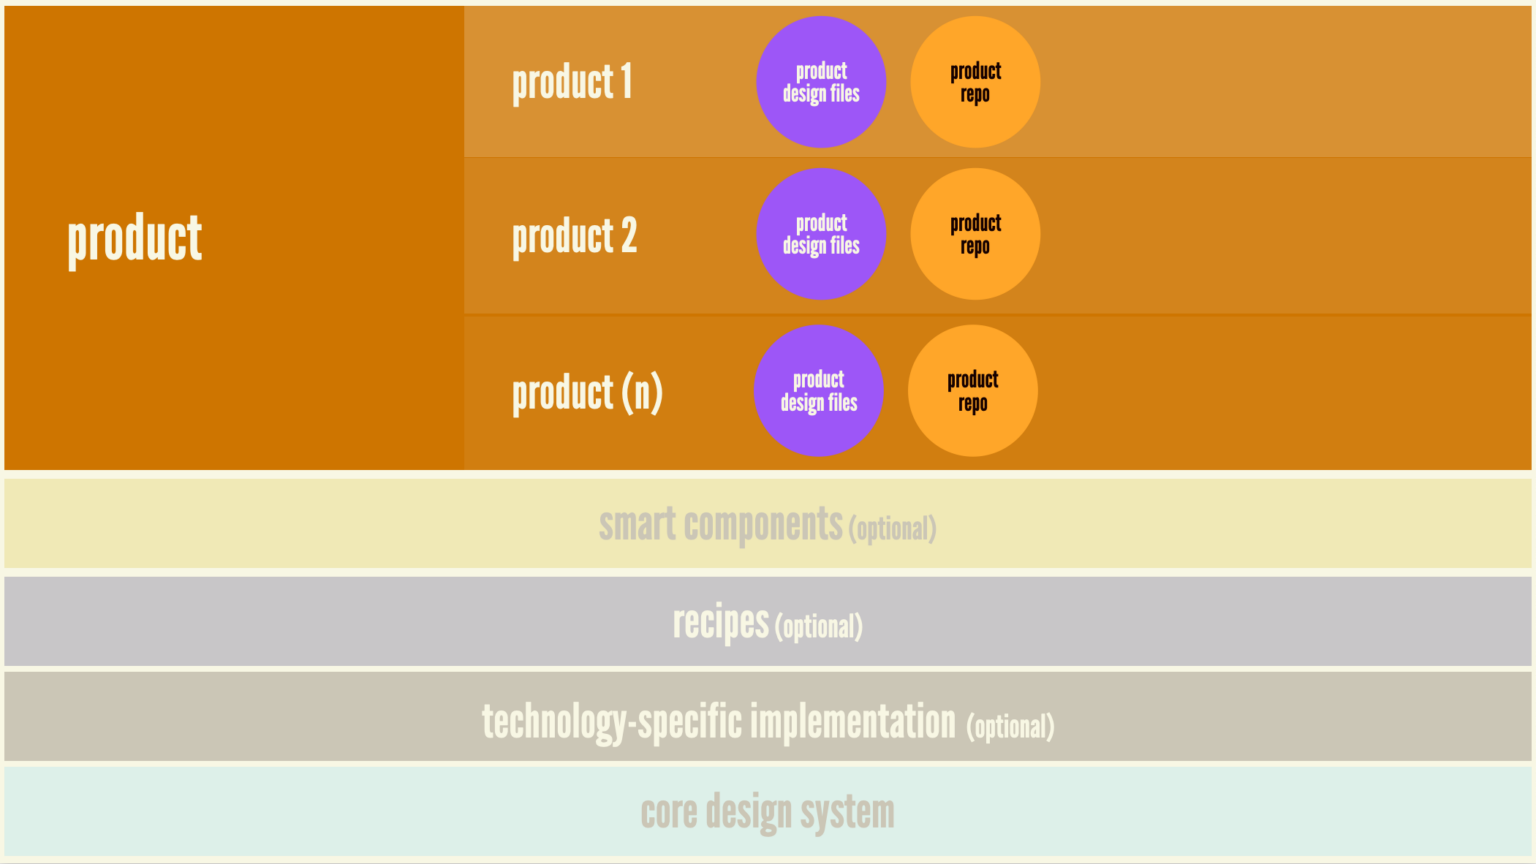 product
product 1
product
design files
product
repo
product 2
product
design files
product
repo
product (n)
product
design files
product
repo
smart components (optional)
recipes (optional)
technology-specific implementation (optional)
core design system